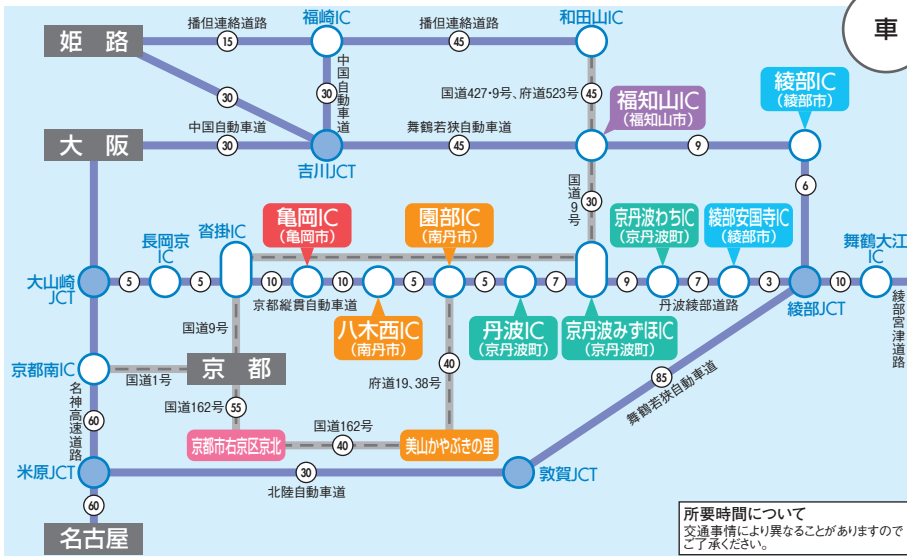 車
播但連絡道路
福崎IC
播但連絡道路
和田山IC
姫路
15
45
綾部IC
(綾部市)
中国自動車道
30
30
国道427・9号、府道523号
45
福知山IC
(福知山市)
大阪
中国自動車道
30
舞鶴若狭自動車道
45
9
吉川JCT
国道9号
30
6
亀岡IC
(亀岡市)
園部IC
(南丹市)
京丹波わちIC
(京丹波町)
綾部安国寺IC
(綾部市)
沓掛IC
長岡京
IC
舞鶴大江
IC
大山崎
JCT
5
5
10
10
5
5
7
9
7
3
10
京都縦貫自動車道
丹波綾部道路
綾部JCT
綾部宮津道路
国道9号
八木西IC
(南丹市)
丹波IC
(京丹波町)
京丹波みずほIC
(京丹波町)
京都南IC
国道1号
京都
40
府道19、38号
85
舞鶴若狭自動車道
名神高速道路
60
国道162号
55
国道162号
京都市右京区京北
40
美山かやぶきの里
米原JCT
30
北陸自動車道
敦賀JCT
60
名古屋
所要時間について
交通事情により異なることがありますので
ご了承ください。